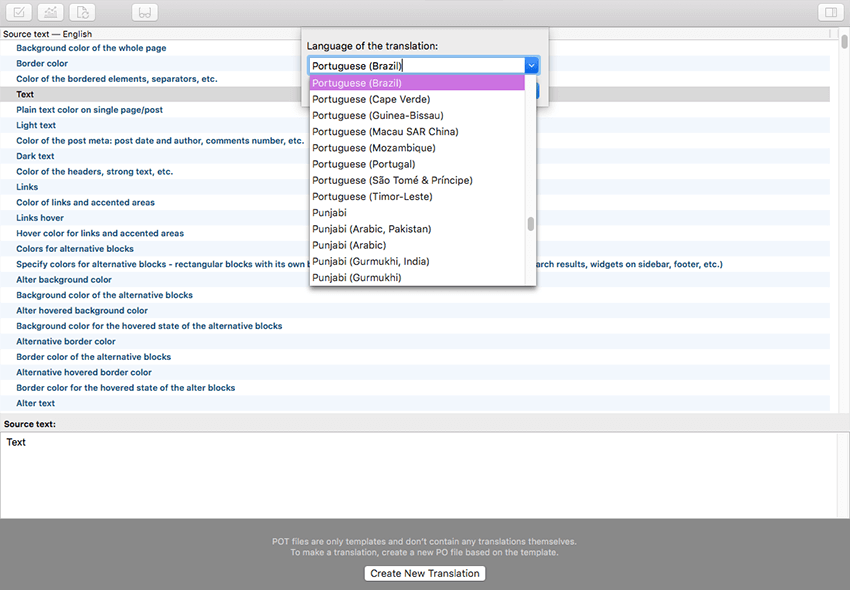 Source text — English
Background color of the whole page
Border color
Color of the bordered elements, separators, etc.
Text
Plain text color on single page/post
Light text
Color of the post meta: post date and author, comments number, etc.
Dark text
Color of the headers, strong text, etc.
Links
Color of links and accented areas
Links hover
Hover color for links and accented areas
Colors for alternative blocks
Specify colors for alternative blocks - rectangular blocks with its own rch results, widgets on sidebar, footer, etc.)
Alter background color
Background color of the alternative blocks
Alter hovered background color
Background color for the hovered state of the alternative blocks
Alternative border color
Border color of the alternative blocks
Alternative hovered border color
Border color for the hovered state of the alter blocks
Alter text
Language of the translation:
Portuguese (Brazil)
Portuguese (Brazil)
Portuguese (Cape Verde)
Portuguese (Guinea-Bissau)
Portuguese (Macau SAR China)
Portuguese (Mozambique)
Portuguese (Portugal)
Portuguese (São Tomé & Príncipe)
Portuguese (Timor-Leste)
Punjabi
Punjabi (Arabic, Pakistan)
Punjabi (Arabic)
Punjabi (Gurmukhi, India)
Punjabi (Gurmukhi)
Source text:
Text
POT files are only templates and don't contain any translations themselves.
To make a translation, create a new PO file based on the template.
Create New Translation